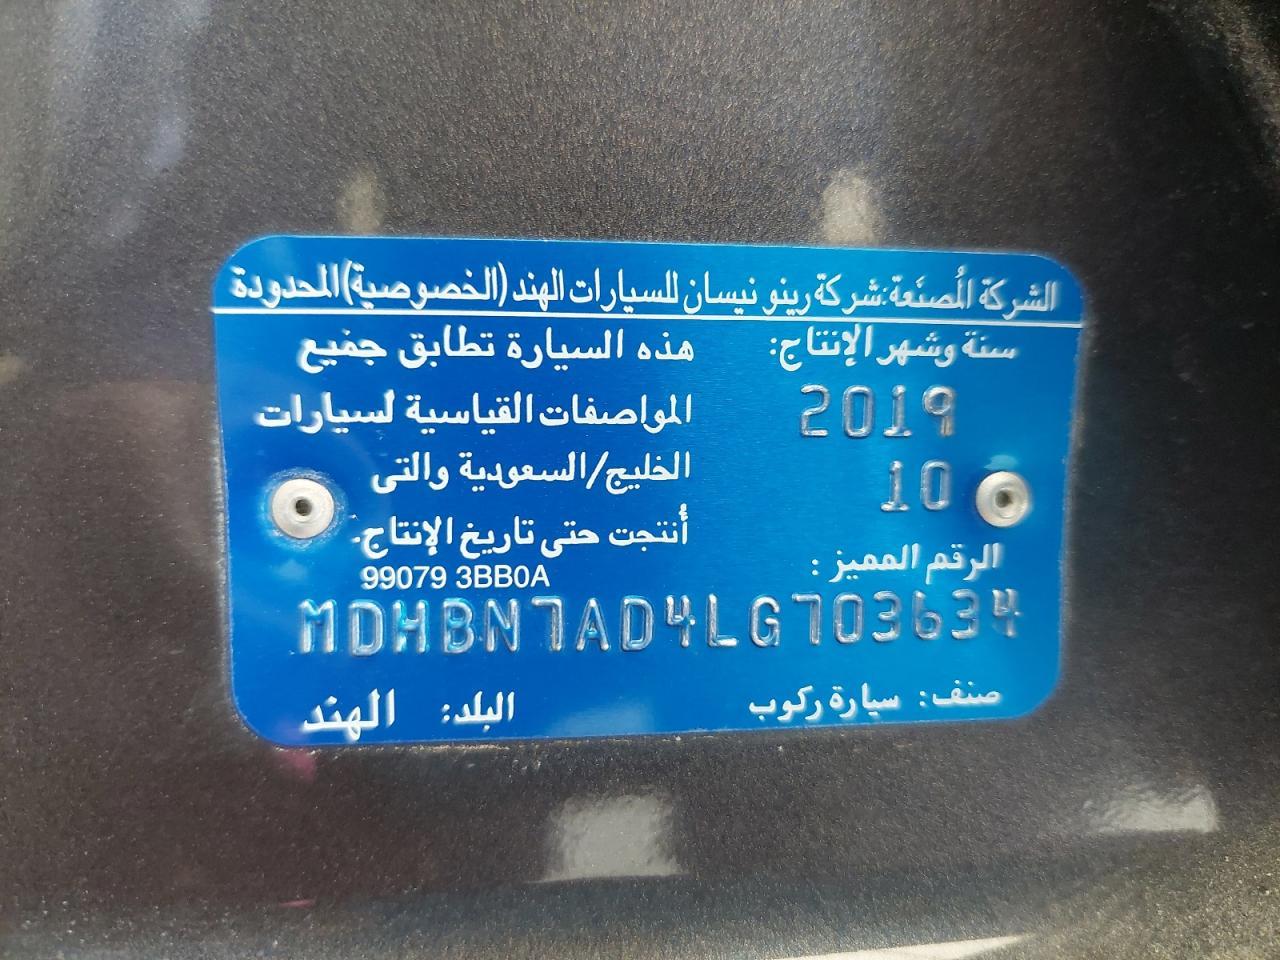 الشركة المُصنّعة: شركة رينو نيسان للسيارات الهند (الخصوصية) المحدودة
سنة وشهر الإنتاج:
2019
10
هذه السيارة تطابق جميع
المواصفات القياسية لسيارات
الخليج/السعودية والتى
أُنتجت حتى تاريخ الإنتاج.
الرقم المميز :
99079 3BB0A
MDHBN7AD4LG703634
صنف: سيارة ركوب
البلد: الهند